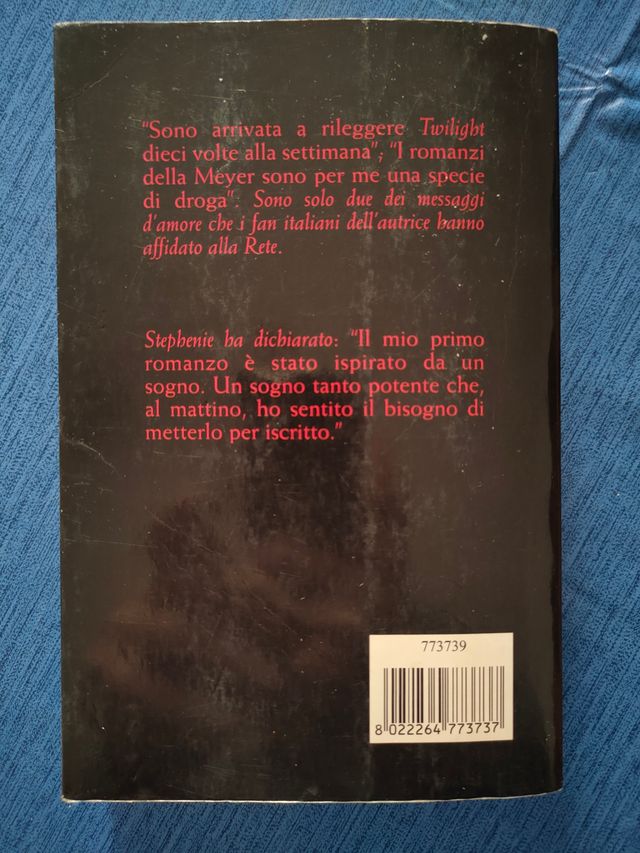 "Sono arrivata a rileggere Twilight
dieci volte alla settimana"; "I romanzi
della Meyer sono per me una specie
di droga". Sono solo due dei messaggi
d'amore che i fan italiani dell'autrice hanno
affidato alla Rete.
Stephenie ha dichiarato: "Il mio primo
romanzo è stato ispirato da un
sogno. Un sogno tanto potente che,
al mattino, ho sentito il bisogno di
metterlo per iscritto."
773739
8 022264 773737